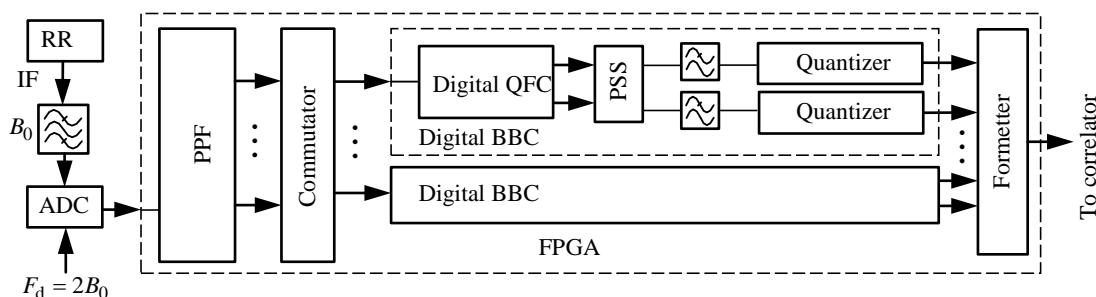 RR
IF
B₀
ADC
F_d = 2B₀
PPF
Commutator
Digital QFC
PSS
Quantizer
Quantizer
Digital BBC
Digital BBC
FPGA
Formetter
To correlator